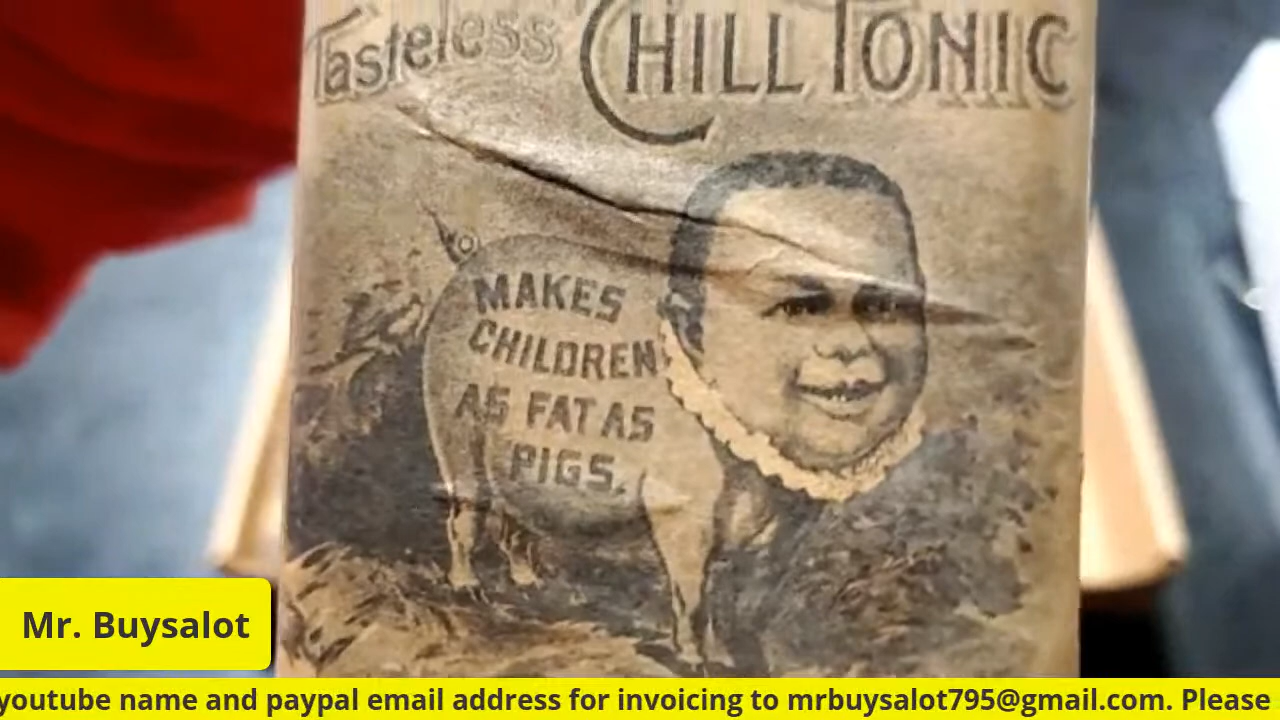 Tasteless CHILL TONIC
MAKES
CHILDREN
AS FAT AS
PIGS.
Mr. Buysalot
youtube name and paypal email address for invoicing to mrbuysalot795@gmail.com. Please